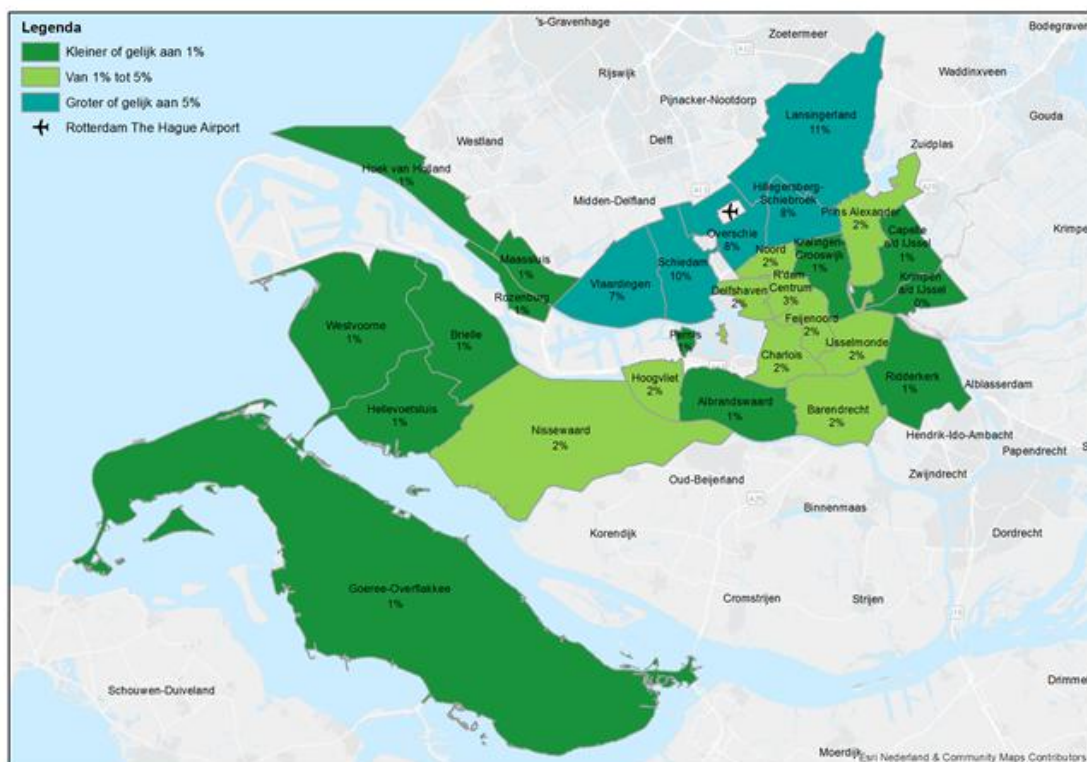 Legenda
Kleiner of gelijk aan 1%
Van 1% tot 5%
Groter of gelijk aan 5%
Rotterdam The Hague Airport
's-Gravenhage
Zoetermeer
Bodegraven
Rijswijk
Waddinxveen
Pijnacker-Nootdorp
Gouda
Lansingerland
11%
Westland
Delft
Zuidplas
Hoek van Holland
1%
Midden-Delfland
Hillegersberg-
Schiebroek
8%
Prins Alexander
2%
Overschie
8%
Capelle
a/d IJssel
1%
Krimpe
Noord
2%
Kralingen-
Crooswijk
1%
Maassluis
1%
Schiedam
10%
Krimpen
a/d IJssel
0%
Vlaardingen
7%
R'dam
Centrum
3%
Delfshaven
2%
Rozenburg
1%
Feijenoord
2%
Westvoorne
1%
Brielle
1%
Pernis
1%
IJsselmonde
2%
Charlois
2%
Hoogvliet
2%
Ridderkerk
1%
Alblasserdam
Albrandswaard
1%
Hellevoetsluis
1%
Barendrecht
2%
Nissewaard
2%
Hendrik-Ido-Ambacht
Papendrecht
S
Zwijndrecht
Oud-Beijerland
Binnenmaas
Korendijk
Dordrecht
Goeree-Overflakkee
1%
Cromstrijen
Strijen
Schouwen-Duiveland
Drimme
Moerdijk
Esri Nederland & Community Maps Contributors